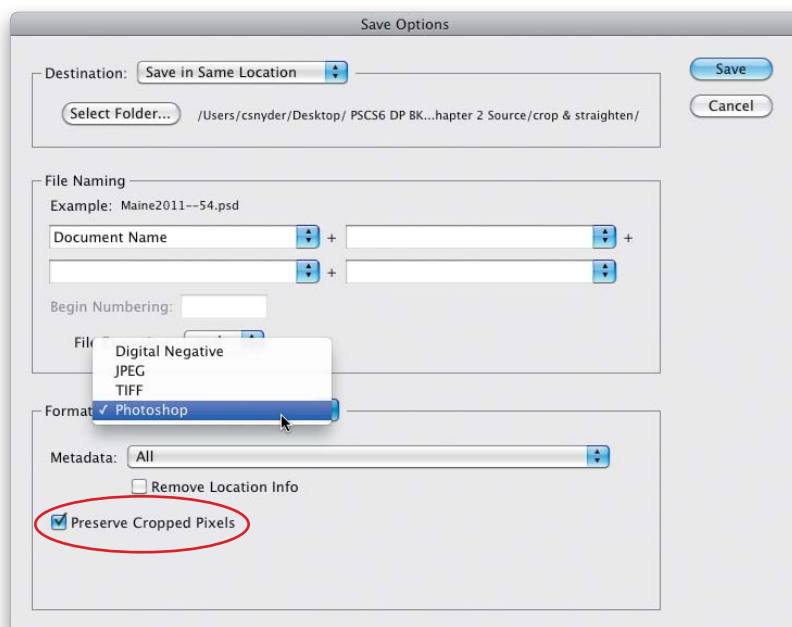 Save Options
Destination: Save in Same Location
Save
Select Folder... /Users/csnyder/Desktop/ PSCS6 DP BK...hapter 2 Source/crop & straighten/
Cancel
File Naming
Example: Maine2011--54.psd
Document Name + +
+
Begin Numbering:
File
Digital Negative
JPEG
TIFF
Format ✓ Photoshop
Metadata: All
Remove Location Info
Preserve Cropped Pixels